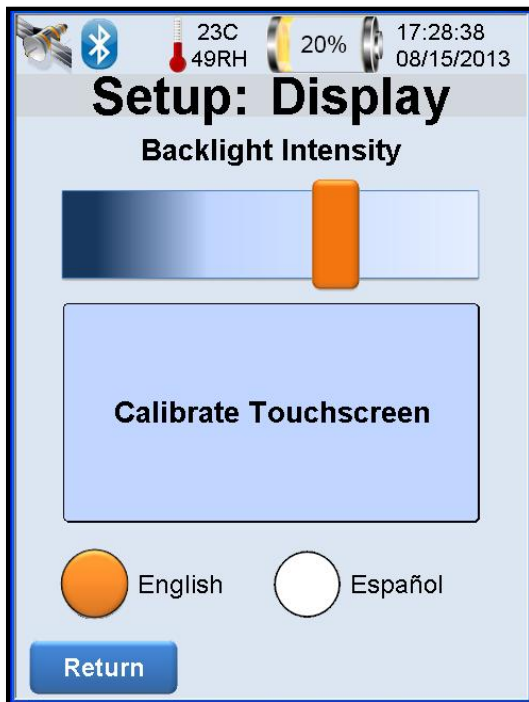 23C
49RH
20%
17:28:38
08/15/2013
Setup: Display
Backlight Intensity
Calibrate Touchscreen
English
Español
Return